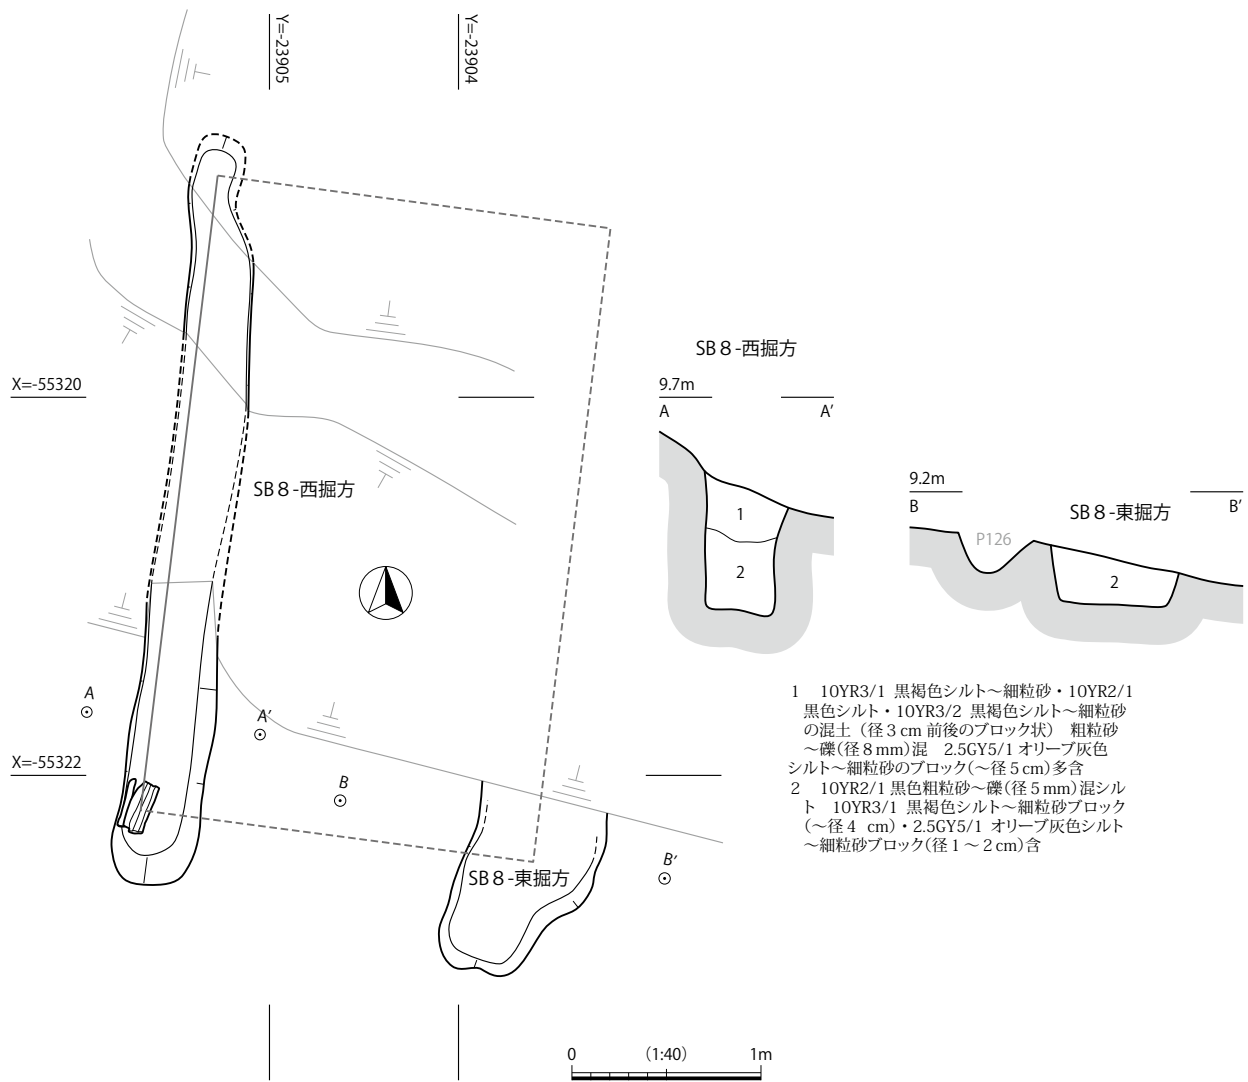 Y=-23905
Y=-23904
SB８-西掘方
X=-55320
9.7m
A
A’
9.2m
B
SB８-東掘方
B’
P126
1
2
2
SB８-西掘方
A
A’
B
X=-55322
B’
SB８-東掘方
1　10YR3/1 黒褐色シルト～細粒砂・10YR2/1
黒色シルト・10YR3/2 黒褐色シルト～細粒砂
の混土（径３cm 前後のブロック状）　粗粒砂
～礫(径８mm)混　2.5GY5/1 オリーブ灰色
シルト～細粒砂のブロック(～径５cm)多含
2　10YR2/1 黒色粗粒砂～礫(径５mm)混シル
ト　10YR3/1 黒褐色シルト～細粒砂ブロック
(～径４ cm)・2.5GY5/1 オリーブ灰色シルト
～細粒砂ブロック(径１～２cm)含
0　(1:40)　1m